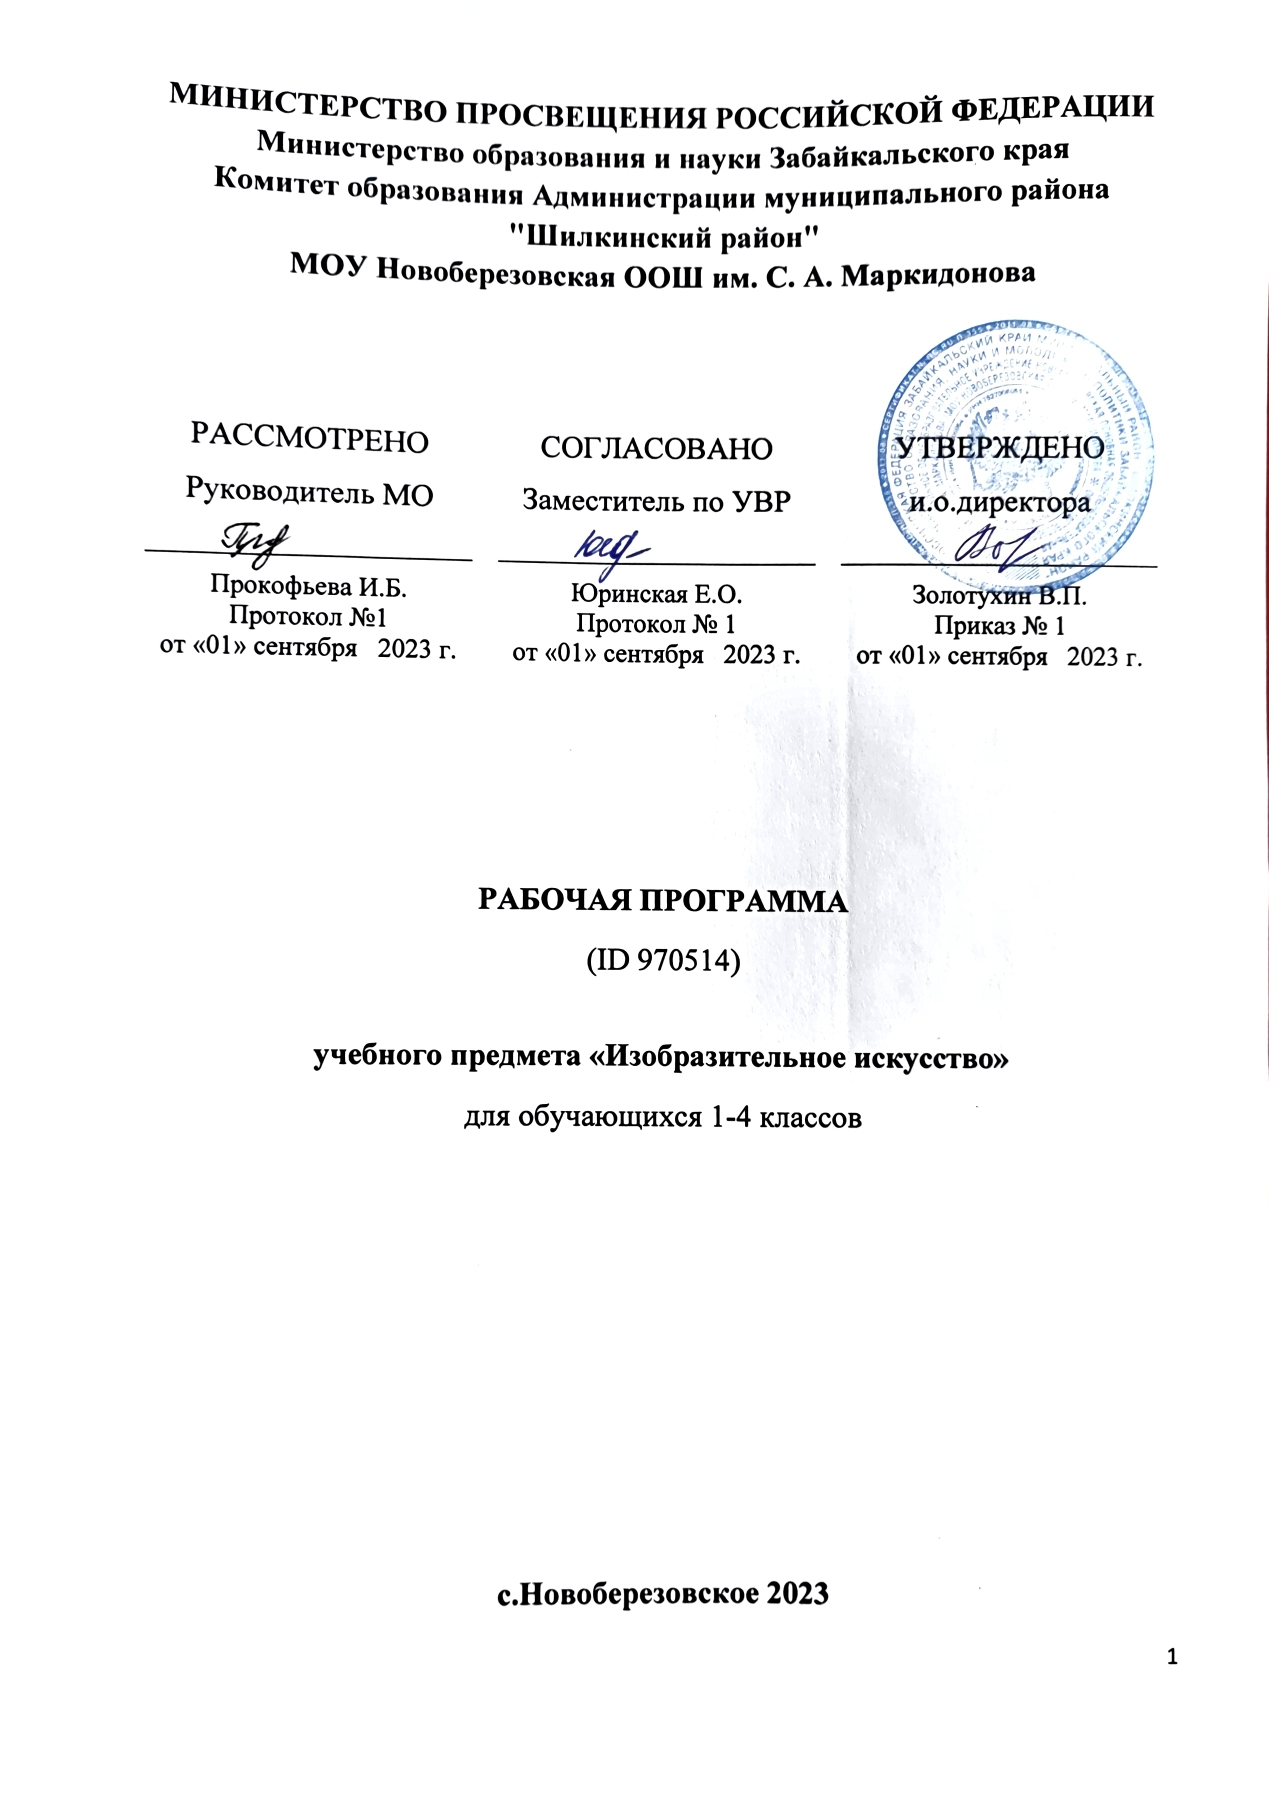 МИНИСТЕРСТВО ПРОСВЕЩЕНИЯ РОССИЙСКОЙ ФЕДЕРАЦИИ
Министерство образования и науки Забайкальского края
Комитет образования Администрации муниципального района
"Шилкинский район"
МОУ Новоберезовская ООШ им. С. А. Маркидонова
РАССМОТРЕНО
Руководитель МО
Прокофьева И.Б.
Протокол №1
от «01» сентября 2023 г.
СОГЛАСОВАНО
Заместитель по УВР
Юринская Е.О.
Протокол № 1
от «01» сентября 2023 г.
УТВЕРЖДЕНО
и.о.директора
Золотухин В.П.
Приказ № 1
от «01» сентября 2023 г.
РАБОЧАЯ ПРОГРАММА
(ID 970514)
учебного предмета «Изобразительное искусство»
для обучающихся 1-4 классов
с.Новоберезовское 2023
1